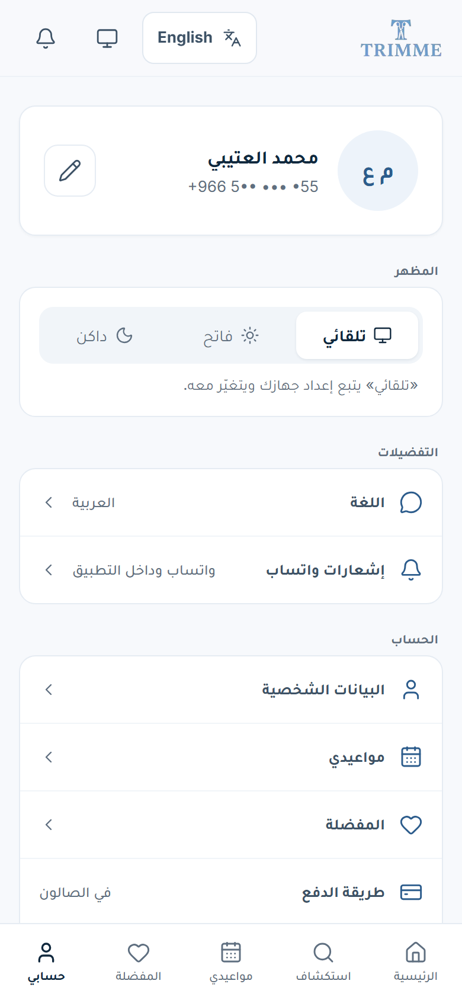 TRIMME
English
محمد العتيبي
+966 5•• ••• •55
م ع
المظهر
تلقائي
فاتح
داكن
«تلقائي» يتبع إعداد جهازك ويتغيّر معه.
التفضيلات
اللغة العربية
إشعارات واتساب واتساب وداخل التطبيق
الحساب
البيانات الشخصية
مواعيدي
المفضلة
طريقة الدفع في الصالون
الرئيسية
استكشاف
مواعيدي
المفضلة
حسابي